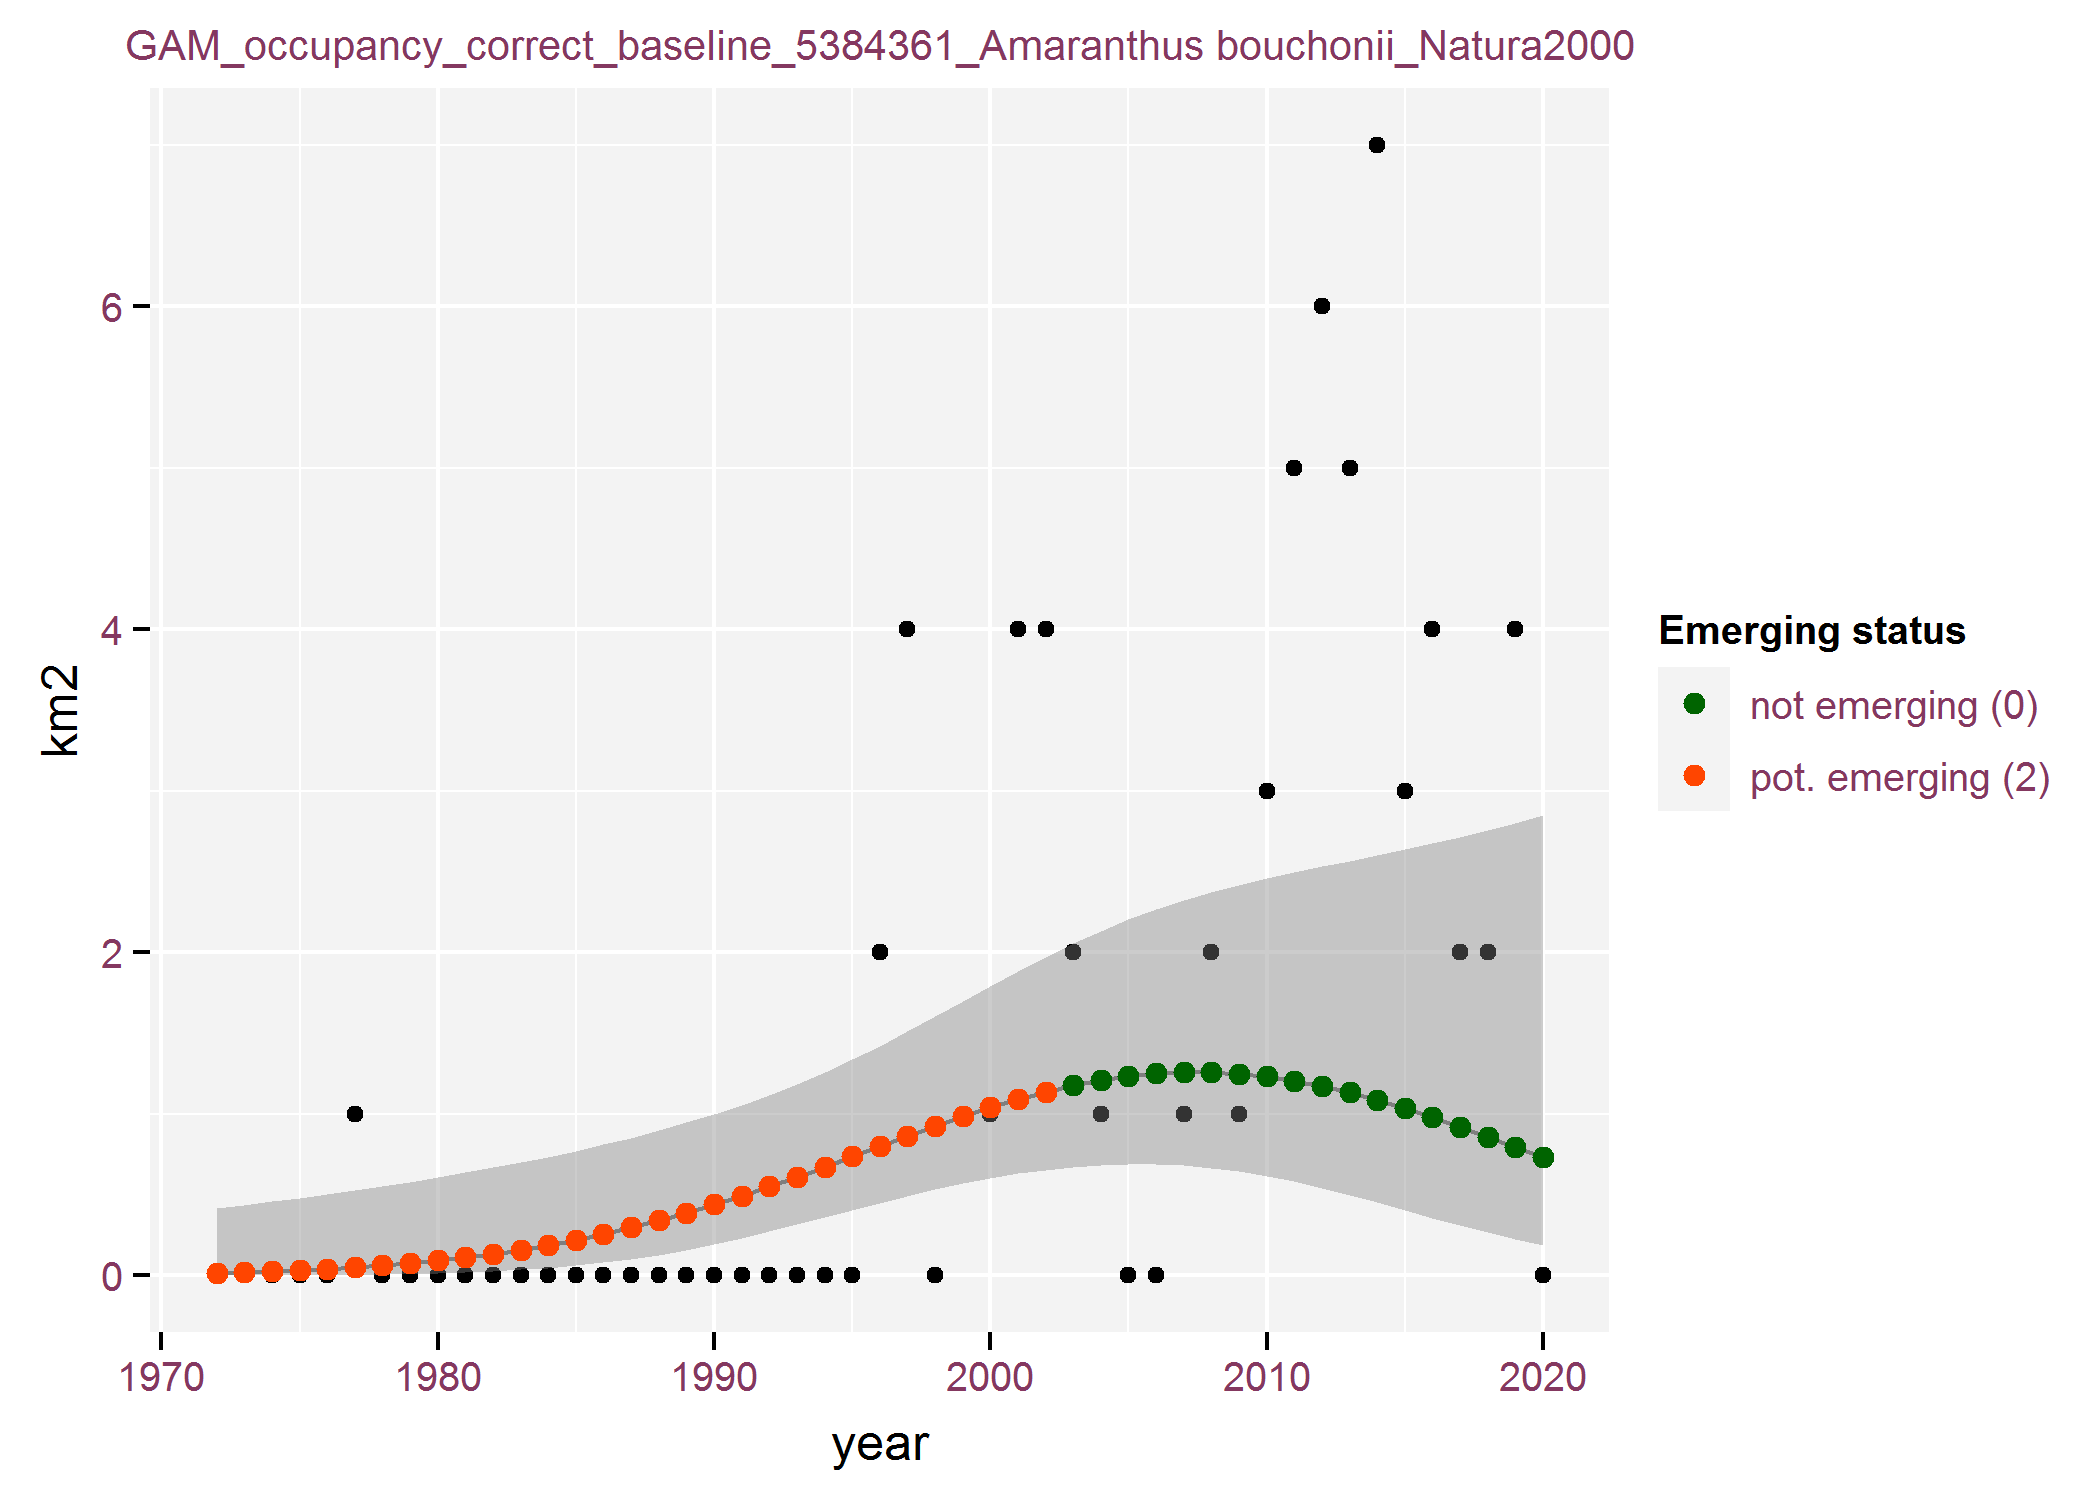 GAM_occupancy_correct_baseline_5384361_Amaranthus bouchonii_Natura2000
6
4
2
0
km2
1970 1980 1990 2000 2010 2020
year
Emerging status
not emerging (0)
pot. emerging (2)